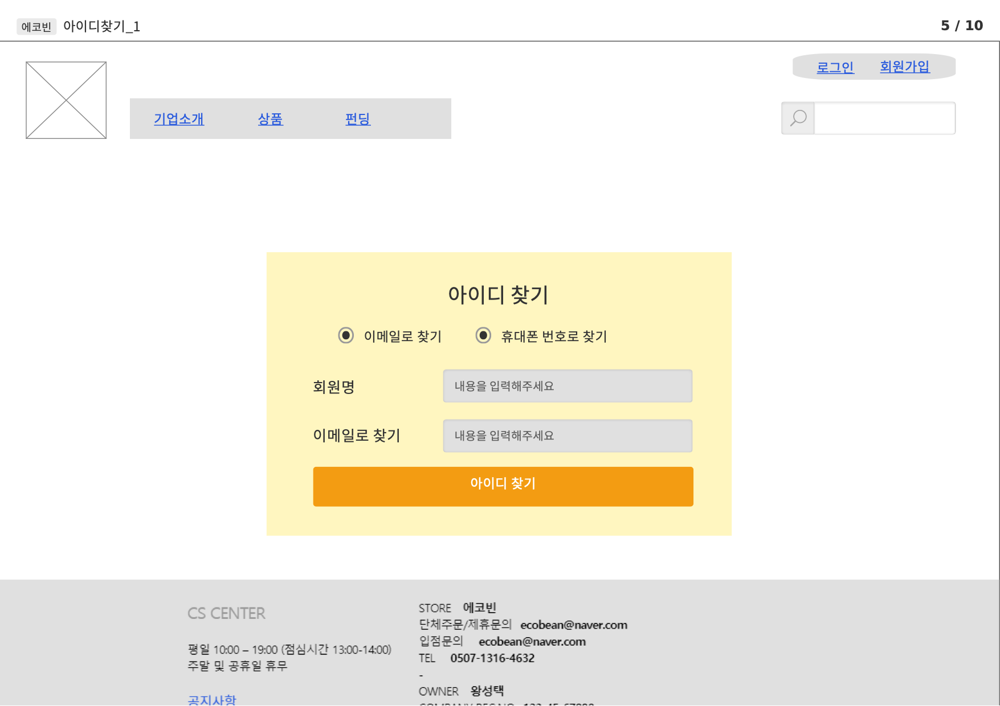 에코빈 아이디찾기_1 5 / 10
로그인 회원가입
기업소개 상품 펀딩
아이디 찾기
이메일로 찾기 휴대폰 번호로 찾기
회원명 내용을 입력해주세요
이메일로 찾기 내용을 입력해주세요
아이디 찾기
CS CENTER
평일 10:00 – 19:00 (점심시간 13:00-14:00)
주말 및 공휴일 휴무
공지사항
STORE 에코빈
단체주문/제휴문의 ecobean@naver.com
입점문의 ecobean@naver.com
TEL 0507-1316-4632
-
OWNER 왕성택